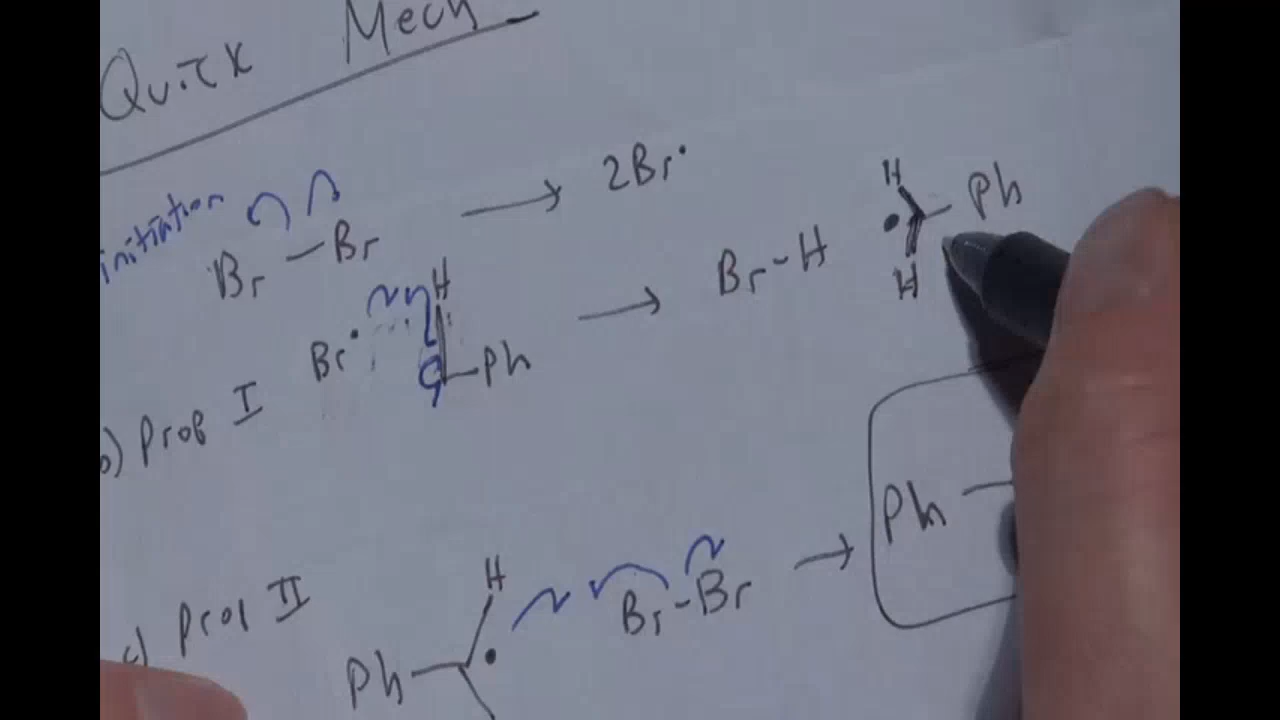 Quick Mech
initiation Br—Br → 2Br•
Br• H Ph → Br-H • H H Ph
b) Prop I
c) Prop II Ph H • Br-Br → Ph